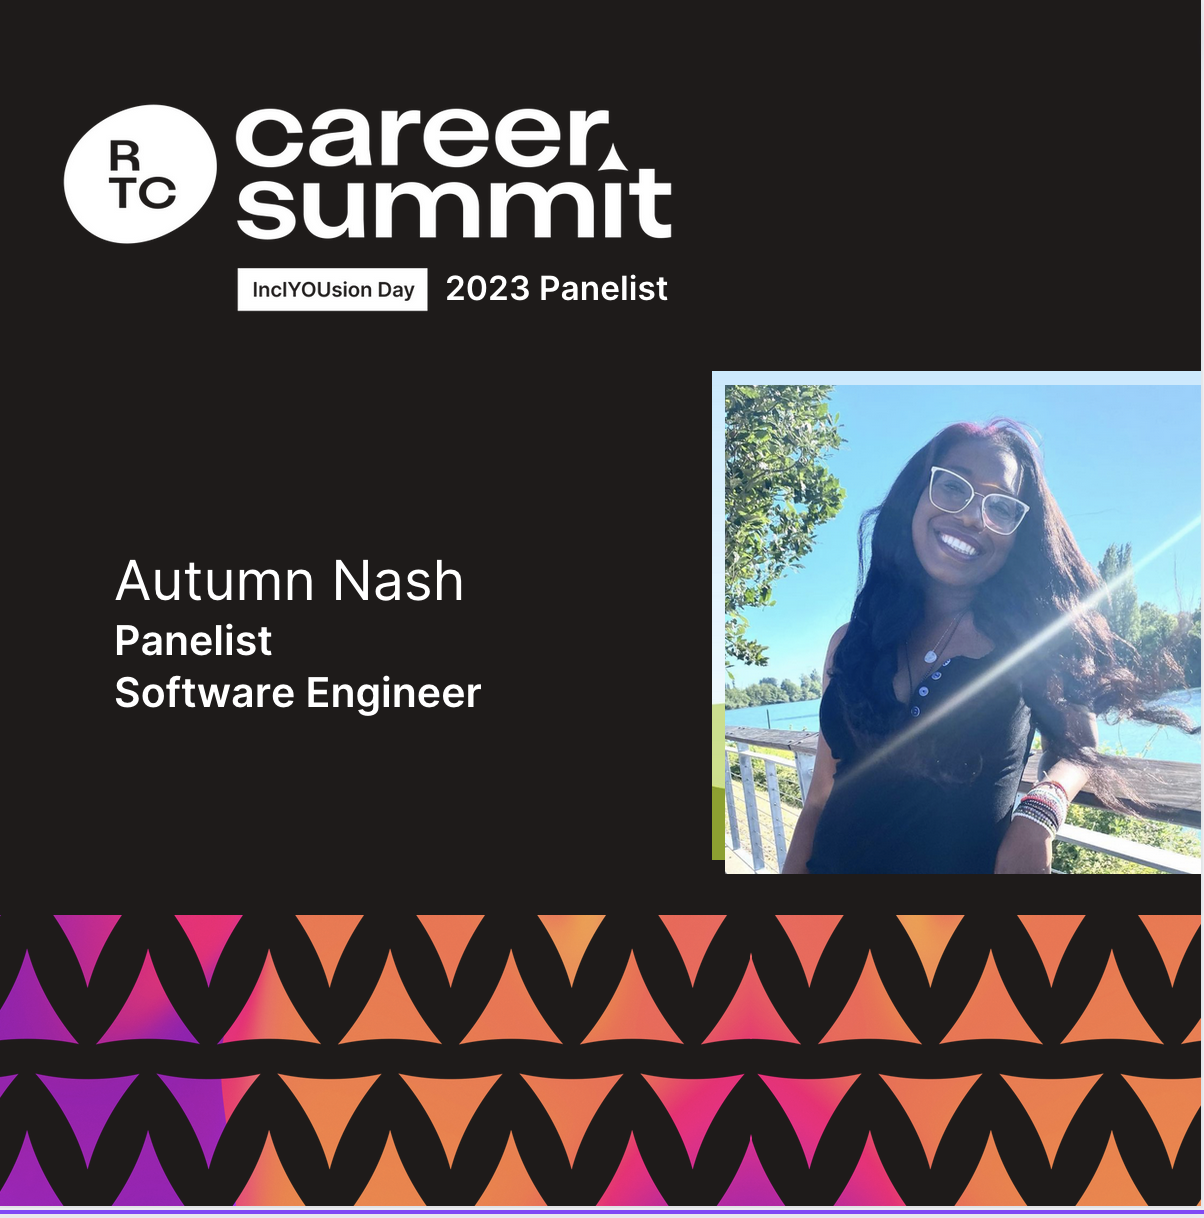 R
TC
career
summit
InclYOUsion Day 2023 Panelist
Autumn Nash
Panelist
Software Engineer